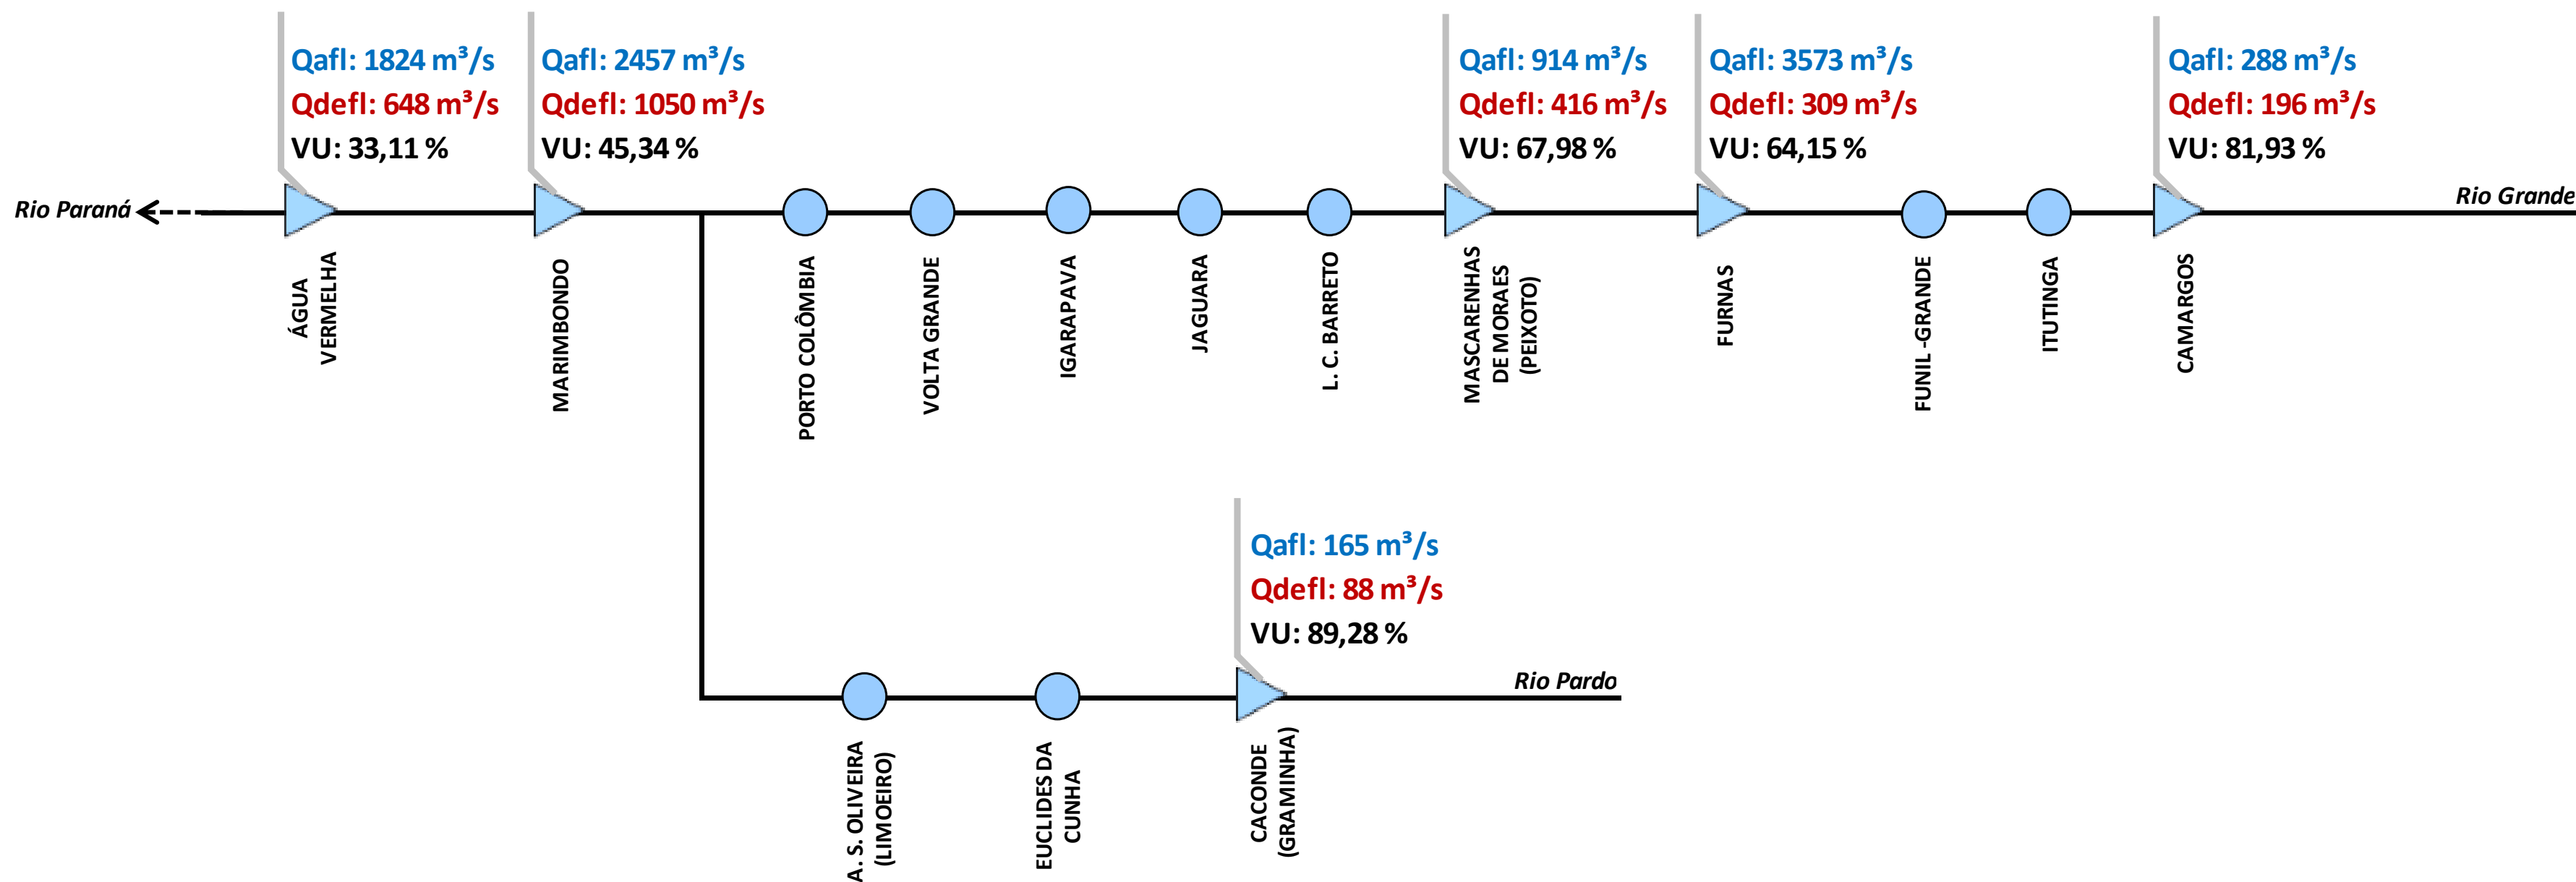 Qafl: 1824 m³/s
Qdefl: 648 m³/s
VU: 33,11 %
Qafl: 2457 m³/s
Qdefl: 1050 m³/s
VU: 45,34 %
Qafl: 914 m³/s
Qdefl: 416 m³/s
VU: 67,98 %
Qafl: 3573 m³/s
Qdefl: 309 m³/s
VU: 64,15 %
Qafl: 288 m³/s
Qdefl: 196 m³/s
VU: 81,93 %
Rio Paraná
Rio Grande
ÁGUA
VERMELHA
MARIMBONDO
PORTO COLÔMBIA
VOLTA GRANDE
IGARAPAVA
JAGUARA
L. C. BARRETO
MASCARENHAS
DE MORAES
(PEIXOTO)
FURNAS
FUNIL -GRANDE
ITUTINGA
CAMARGOS
Qafl: 165 m³/s
Qdefl: 88 m³/s
VU: 89,28 %
Rio Pardo
A. S. OLIVEIRA
(LIMOEIRO)
EUCLIDES DA
CUNHA
CACONDE
(GRAMINHA)